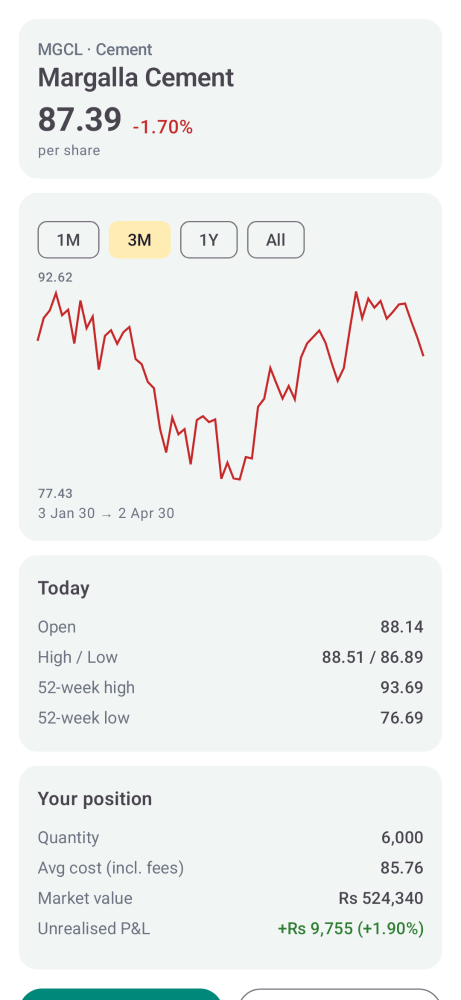 MGCL · Cement
Margalla Cement
87.39 -1.70%
per share
1M 3M 1Y All
92.62
77.43
3 Jan 30 → 2 Apr 30
Today
Open 88.14
High / Low 88.51 / 86.89
52-week high 93.69
52-week low 76.69
Your position
Quantity 6,000
Avg cost (incl. fees) 85.76
Market value Rs 524,340
Unrealised P&L +Rs 9,755 (+1.90%)